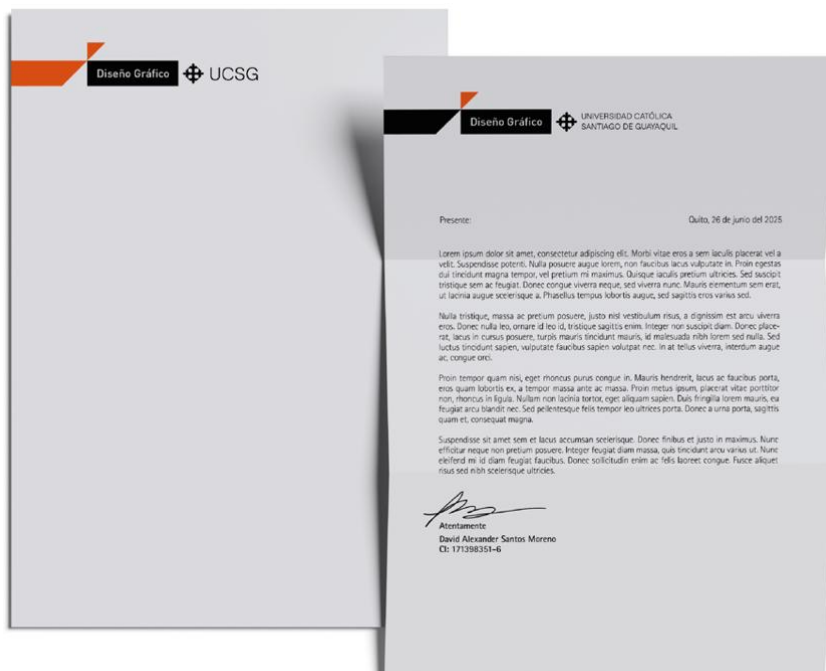 Diseño Gráfico UCSG
Diseño Gráfico UNIVERSIDAD CATÓLICA
SANTIAGO DE GUAYAQUIL
Presente: Quito, 26 de junio del 2025
Lorem ipsum dolor sit amet, consectetur adipiscing elit. Morbi vitae eros a sem iaculis placerat vel a
velit. Suspendisse potenti. Nulla posuere augue lorem, non faucibus lacus vulputate in. Proin egestas
dui tincidunt magna tempor, vel pretium mi maximus. Quisque iaculis pretium ultricies. Sed suscipit
tristique sem ac feugiat. Donec congue viverra neque, sed viverra nunc. Mauris elementum sem erat,
ut lacinia augue scelerisque a. Phasellus tempus lobortis augue, sed sagittis eros varius sed.
Nulla tristique, massa ac pretium posuere, justo nisl vestibulum risus, a dignissim est arcu viverra
eros. Donec nulla leo, ornare id leo id, tristique sagittis enim. Integer non suscipit diam. Donec place-
rat, lacus in cursus posuere, turpis mauris tincidunt mauris, id malesuada nibh lorem sed nulla. Sed
luctus tincidunt sapien, vulputate faucibus sapien volutpat nec. In at tellus viverra, interdum augue
ac, congue orci.
Proin tempor quam nisi, eget rhoncus purus congue in. Mauris hendrerit, lacus ac faucibus porta,
eros quam lobortis ex, a tempor massa ante ac massa. Proin metus ipsum, placerat vitae porttitor
non, rhoncus in ligula. Nullam non lacinia tortor, eget aliquam sapien. Duis fringilla lorem mauris, eu
feugiat arcu blandit nec. Sed pellentesque felis tempor leo ultrices porta. Donec a urna porta, sagittis
quam et, consequat magna.
Suspendisse sit amet sem et lacus accumsan scelerisque. Donec finibus et justo in maximus. Nunc
efficitur neque non pretium posuere. Integer feugiat diam massa, quis tincidunt arcu varius ut. Nunc
eleifend mi id diam feugiat faucibus. Donec sollicitudin enim ac felis laoreet congue. Fusce aliquet
risus sed nibh scelerisque ultricies.
Atentamente
David Alexander Santos Moreno
CI: 171398351-6